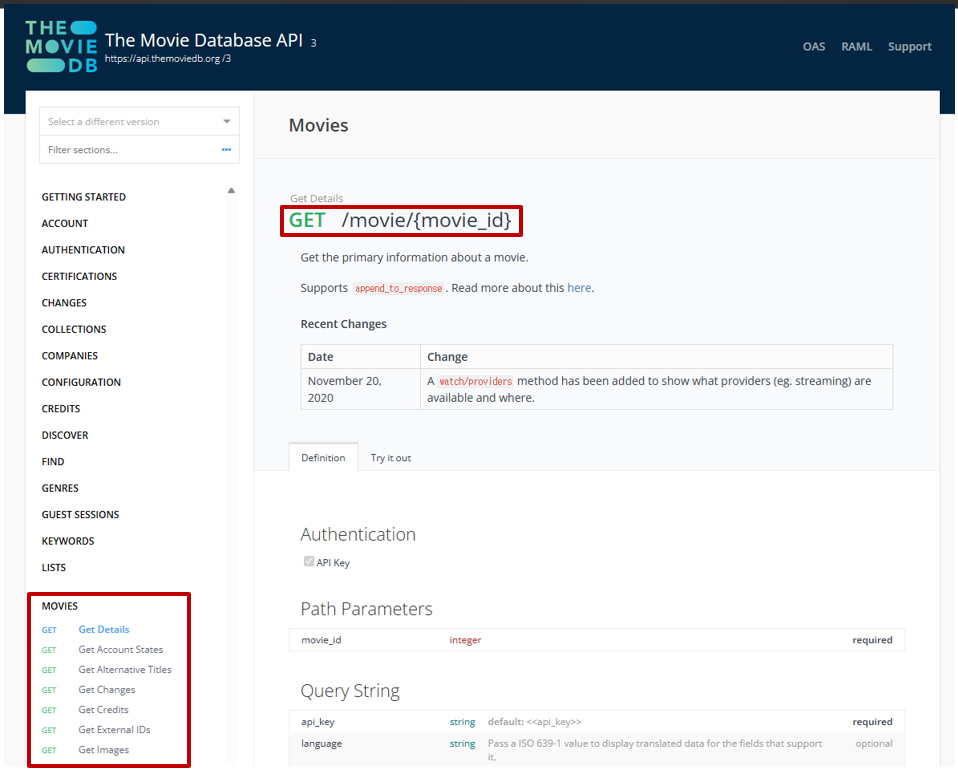 THE
MOVIE
DB
The Movie Database API 3
https://api.themoviedb.org /3
OAS RAML Support
Select a different version
Filter sections...
GETTING STARTED
ACCOUNT
AUTHENTICATION
CERTIFICATIONS
CHANGES
COLLECTIONS
COMPANIES
CONFIGURATION
CREDITS
DISCOVER
FIND
GENRES
GUEST SESSIONS
KEYWORDS
LISTS
MOVIES
GET Get Details
GET Get Account States
GET Get Alternative Titles
GET Get Changes
GET Get Credits
GET Get External IDs
GET Get Images
Movies
Get Details
GET /movie/{movie_id}
Get the primary information about a movie.
Supports append_to_response. Read more about this here.
Recent Changes
Date Change
November 20, 2020 A watch/providers method has been added to show what providers (eg. streaming) are
available and where.
Definition Try it out
Authentication
API Key
Path Parameters
movie_id integer required
Query String
api_key string default: <<api_key>> required
language string Pass a ISO 639-1 value to display translated data for the fields that support optional
it.